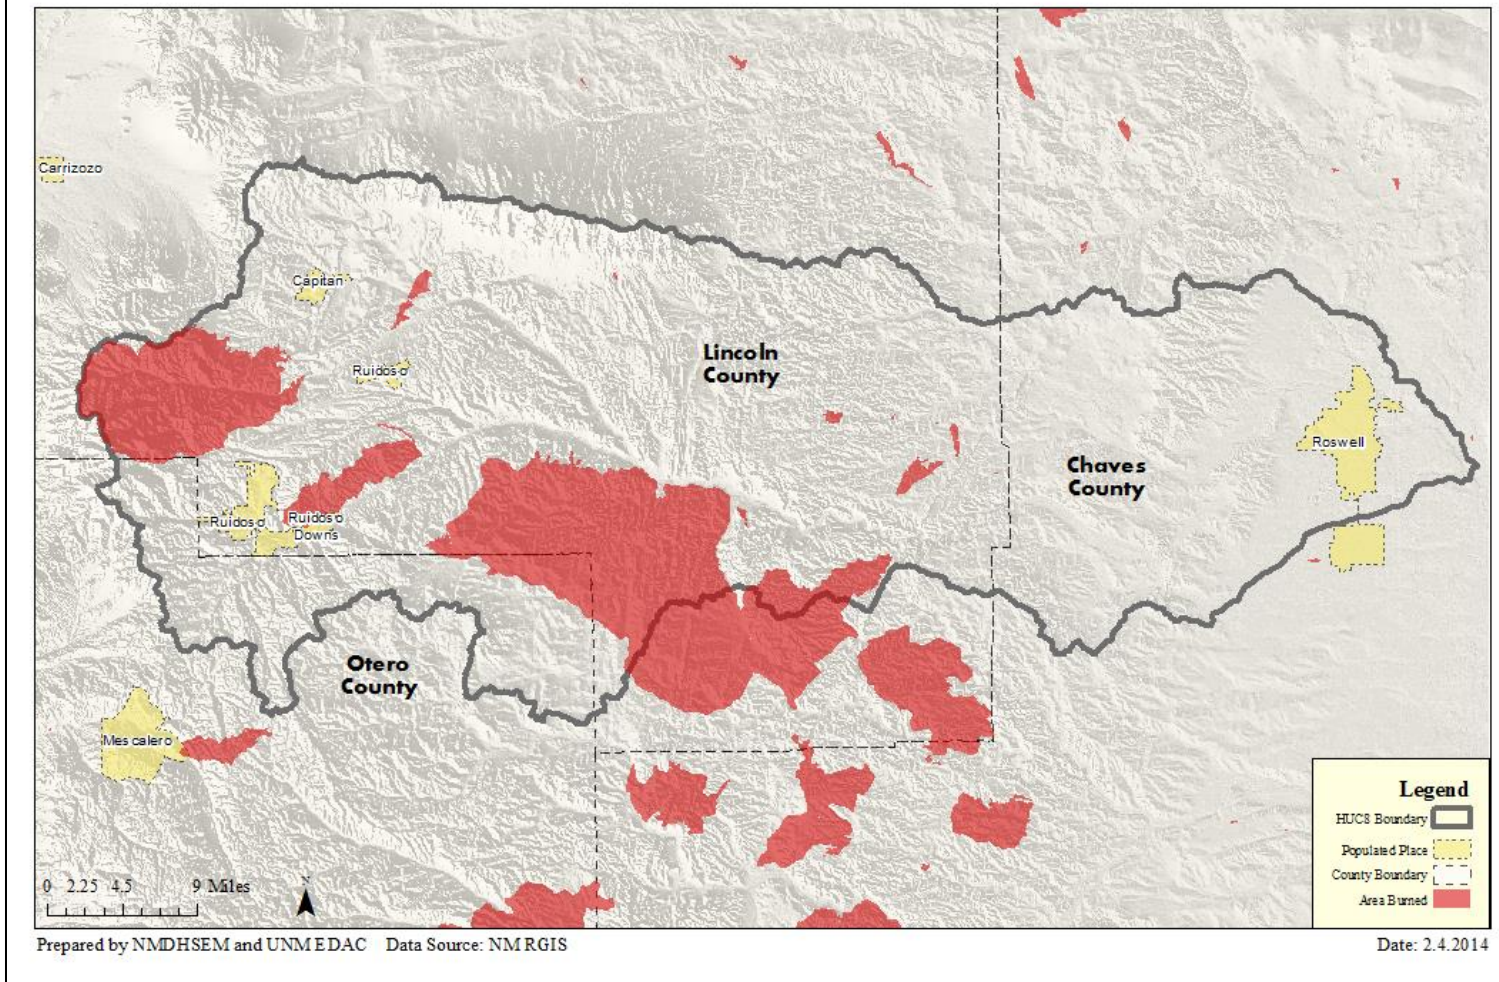 Carrizozo
Capitan
Ruidoso
Lincoln
County
Roswell
Chaves
County
Ruidoso
Ruidoso
Downs
Otero
County
Mescalero
Legend
HUC8 Boundary
Populated Place
County Boundary
Area Burned
0 2.25 4.5 9 Miles
N
Prepared by NMDHSEM and UNM EDAC Data Source: NM RGIS
Date: 2.4.2014